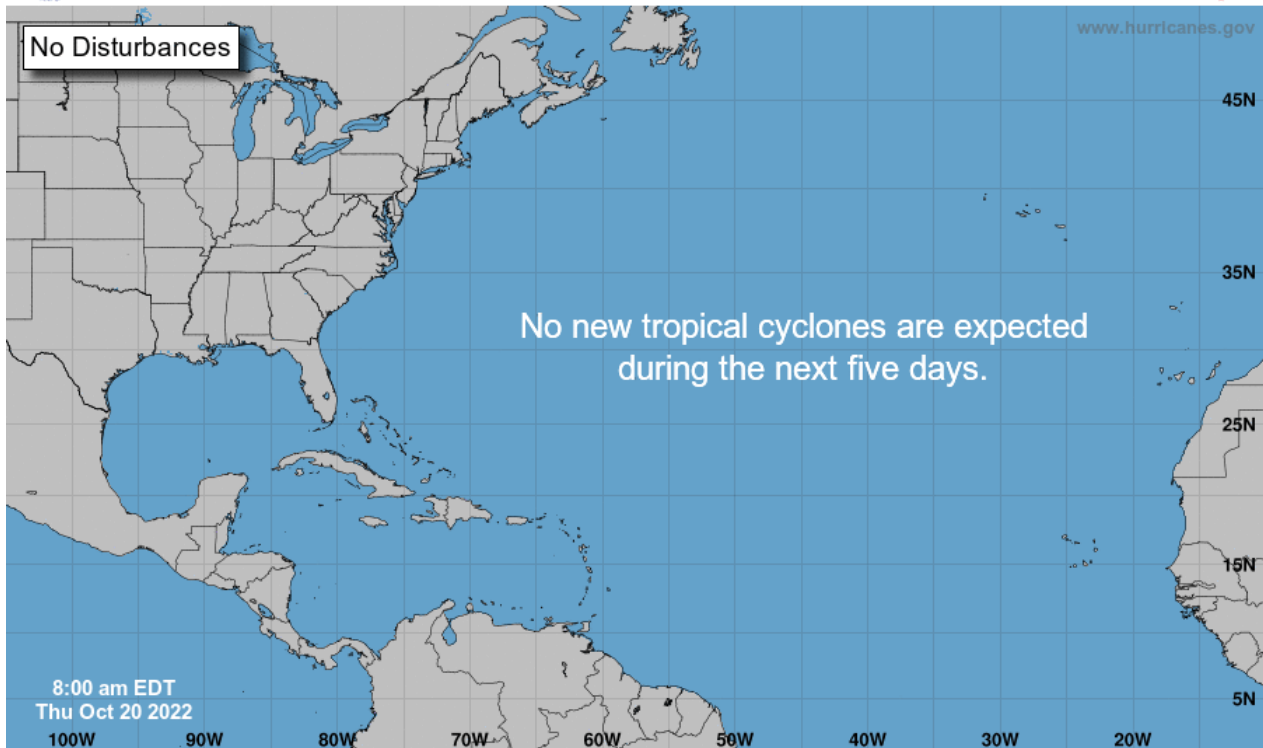 No Disturbances
www.hurricanes.gov
45N
35N
No new tropical cyclones are expected
during the next five days.
25N
15N
8:00 am EDT
Thu Oct 20 2022
5N
100W 90W 80W 70W 60W 50W 40W 30W 20W